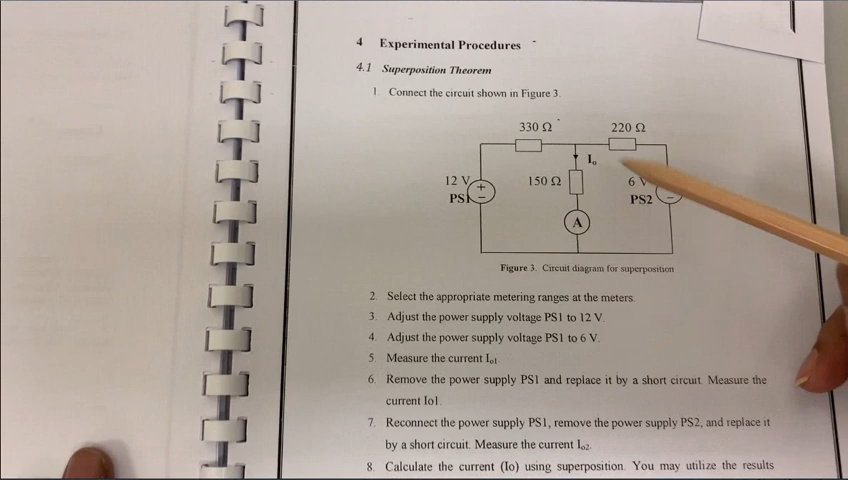 4 Experimental Procedures
4.1 Superposition Theorem
1. Connect the circuit shown in Figure 3.
330 Ω
220 Ω
Io
12 V
150 Ω
6 V
PS1
PS2
+
−
−
A
Figure 3. Circuit diagram for superposition
2. Select the appropriate metering ranges at the meters.
3. Adjust the power supply voltage PS1 to 12 V.
4. Adjust the power supply voltage PS1 to 6 V.
5. Measure the current Io1.
6. Remove the power supply PS1 and replace it by a short circuit. Measure the
current Io1.
7. Reconnect the power supply PS1, remove the power supply PS2, and replace it
by a short circuit. Measure the current Io2.
8. Calculate the current (Io) using superposition. You may utilize the results